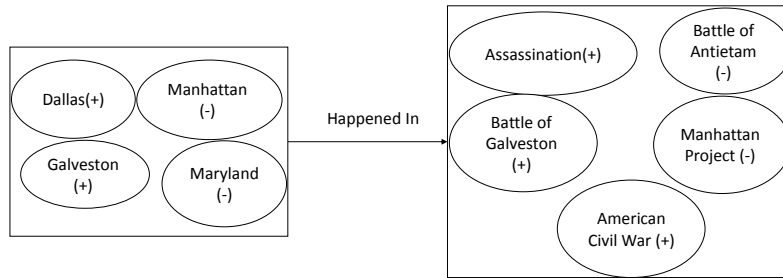 Dallas(+)
Manhattan
(-)
Galveston
(+)
Maryland
(-)
Happened In
Assassination(+)
Battle of
Antietam
(-)
Battle of
Galveston
(+)
Manhattan
Project (-)
American
Civil War (+)